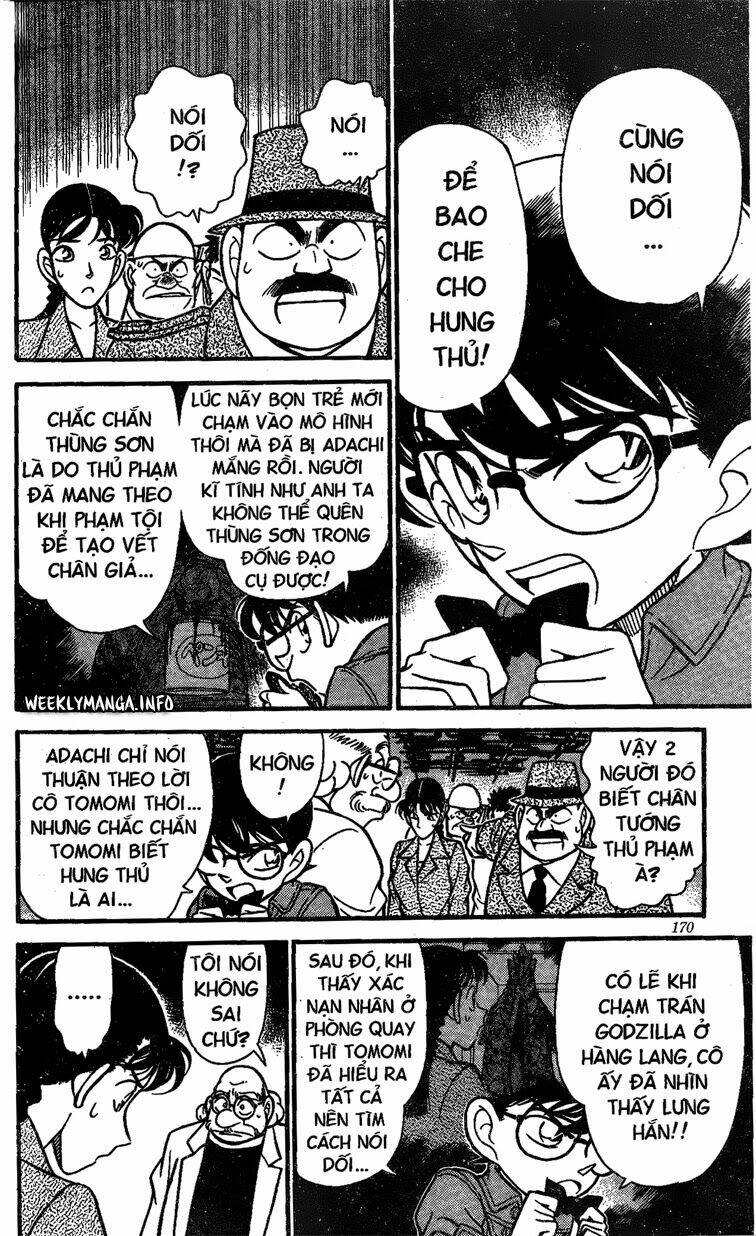 CÙNG
NÓI
DỐI
...
ĐỂ
BAO
CHE
CHO
HUNG
THỦ!
NÓI
...
NÓI
DỐI
!?
LÚC NÃY BỌN TRẺ MỚI
CHẠM VÀO MÔ HÌNH
THÔI MÀ ĐÃ BỊ ADACHI
MẮNG RỒI. NGƯỜI
KĨ TÍNH NHƯ ANH TA
KHÔNG THỂ QUÊN
THÙNG SƠN TRONG
ĐỐNG ĐẠO
CỤ ĐƯỢC!
CHẮC CHẮN
THÙNG SƠN
LÀ DO THỦ PHẠM
ĐÃ MANG THEO
KHI PHẠM TỘI
ĐỂ TẠO VẾT
CHÂN GIẢ...
ペンキ
WEEKLYMANGA.INFO
VẬY 2
NGƯỜI ĐÓ
BIẾT CHÂN
TƯỚNG
THỦ PHẠM
À?
KHÔNG
!
ADACHI CHỈ NÓI
THUẬN THEO LỜI
CÔ TOMOMI THÔI...
NHƯNG CHẮC CHẮN
TOMOMI BIẾT
HUNG THỦ
LÀ AI...
170
CÓ LẼ KHI
CHẠM TRÁN
GODZILLA Ở
HÀNG LANG, CÔ
ẤY ĐÃ NHÌN
THẤY LƯNG
HẮN!!
SAU ĐÓ, KHI
THẤY XÁC
NẠN NHÂN Ở
PHÒNG QUAY
THÌ TOMOMI
ĐÃ HIỂU RA
TẤT CẢ
NÊN TÌM
CÁCH NÓI
DỐI...
TÔI NÓI
KHÔNG
SAI
CHỨ?
.....